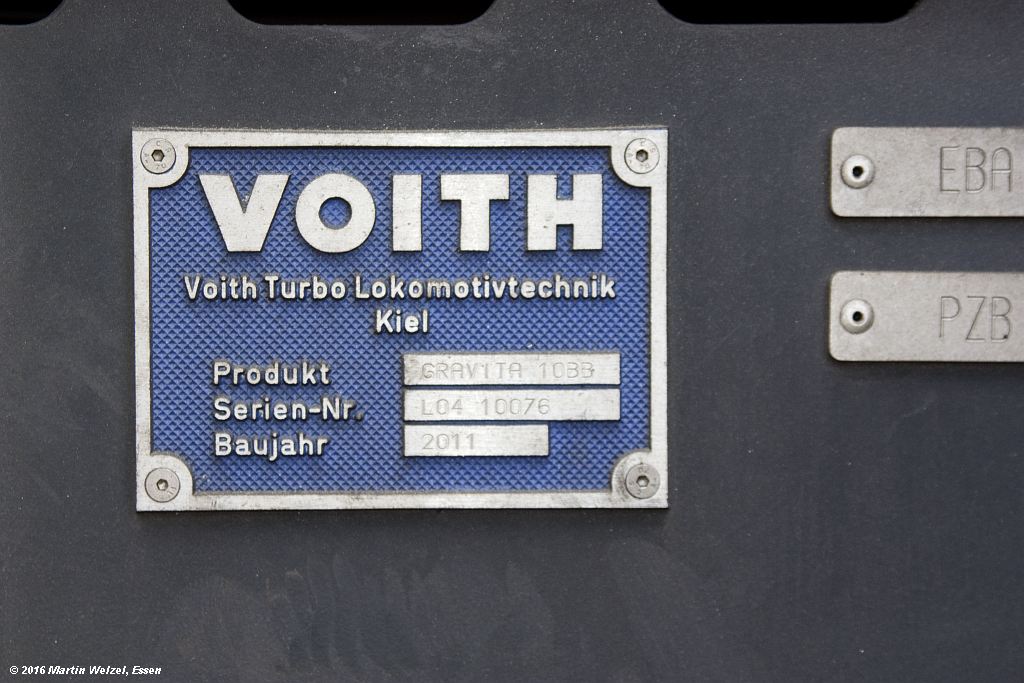 VOITH
Voith Turbo Lokomotivtechnik
Kiel
Produkt GRAVITA 10BB
Serien-Nr. L04 10076
Baujahr 2011
EBA
PZB
© 2016 Martin Welzel, Essen